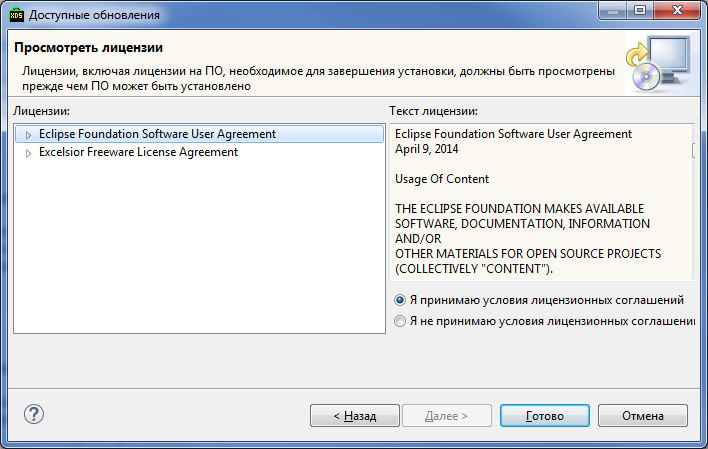 XDS Доступные обновления
Просмотреть лицензии
Лицензии, включая лицензии на ПО, необходимое для завершения установки, должны быть просмотрены
прежде чем ПО может быть установлено
Лицензии:
Eclipse Foundation Software User Agreement
Excelsior Freeware License Agreement
Текст лицензии:
Eclipse Foundation Software User Agreement
April 9, 2014
Usage Of Content
THE ECLIPSE FOUNDATION MAKES AVAILABLE
SOFTWARE, DOCUMENTATION, INFORMATION
AND/OR
OTHER MATERIALS FOR OPEN SOURCE PROJECTS
(COLLECTIVELY "CONTENT").
Я принимаю условия лицензионных соглашений
Я не принимаю условия лицензионных соглашени
?
< Назад
Далее >
Готово
Отмена